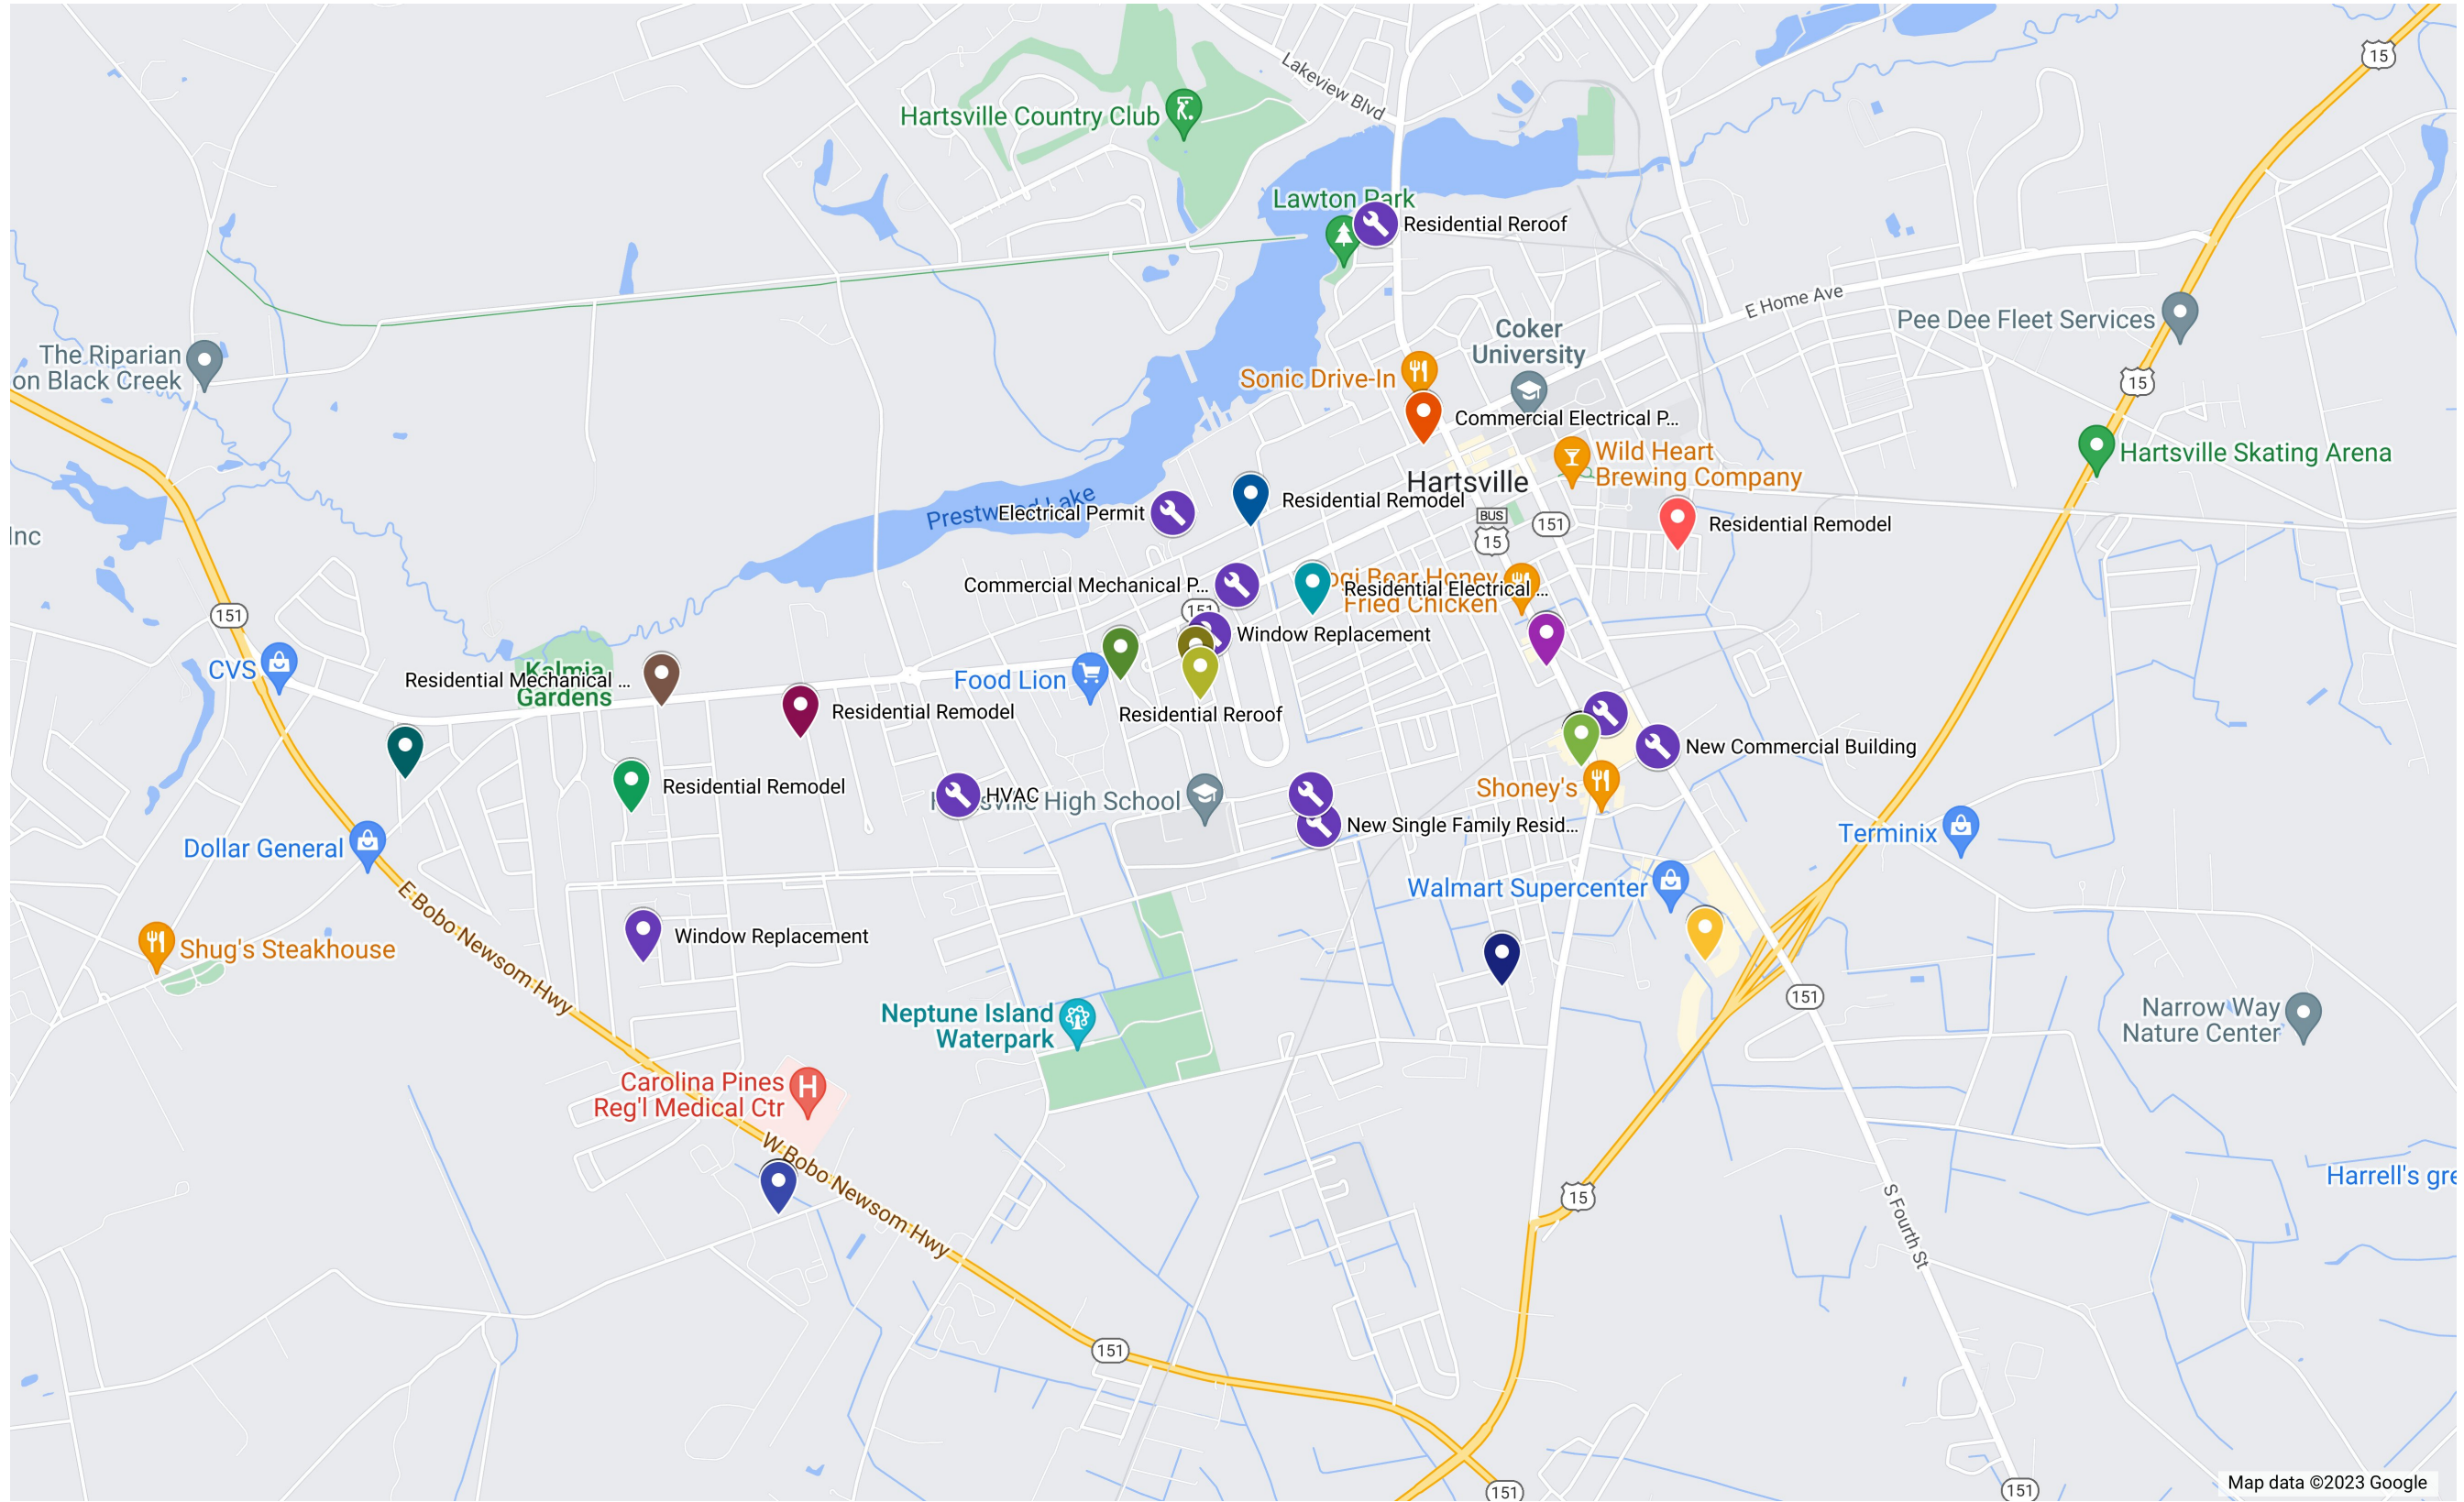 15
Lakeview Blvd
Hartsville Country Club
Lawton Park
Residential Reroof
E Home Ave
Pee Dee Fleet Services
The Riparian
on Black Creek
Coker
University
Sonic Drive-In
15
Commercial Electrical P...
Wild Heart
Brewing Company
Hartsville Skating Arena
Hartsville
Residential Remodel
Electrical Permit
BUS
15
151
Residential Remodel
Inc
Commercial Mechanical P...
Residential Electrical ...
Fried Chicken
151
151
Window Replacement
CVS
Kalmia
Gardens
Residential Mechanical ...
Food Lion
Residential Remodel
Residential Reroof
New Commercial Building
Residential Remodel
HVAC
High School
Shoney's
New Single Family Resid...
Terminix
Dollar General
Walmart Supercenter
E Bobo Newsom Hwy
Window Replacement
Shug's Steakhouse
151
Neptune Island
Waterpark
Narrow Way
Nature Center
Carolina Pines
Reg'l Medical Ctr
H
W Bobo Newsom Hwy
15
Harrell's gre
S Fourth St
151
151
151
Map data ©2023 Google